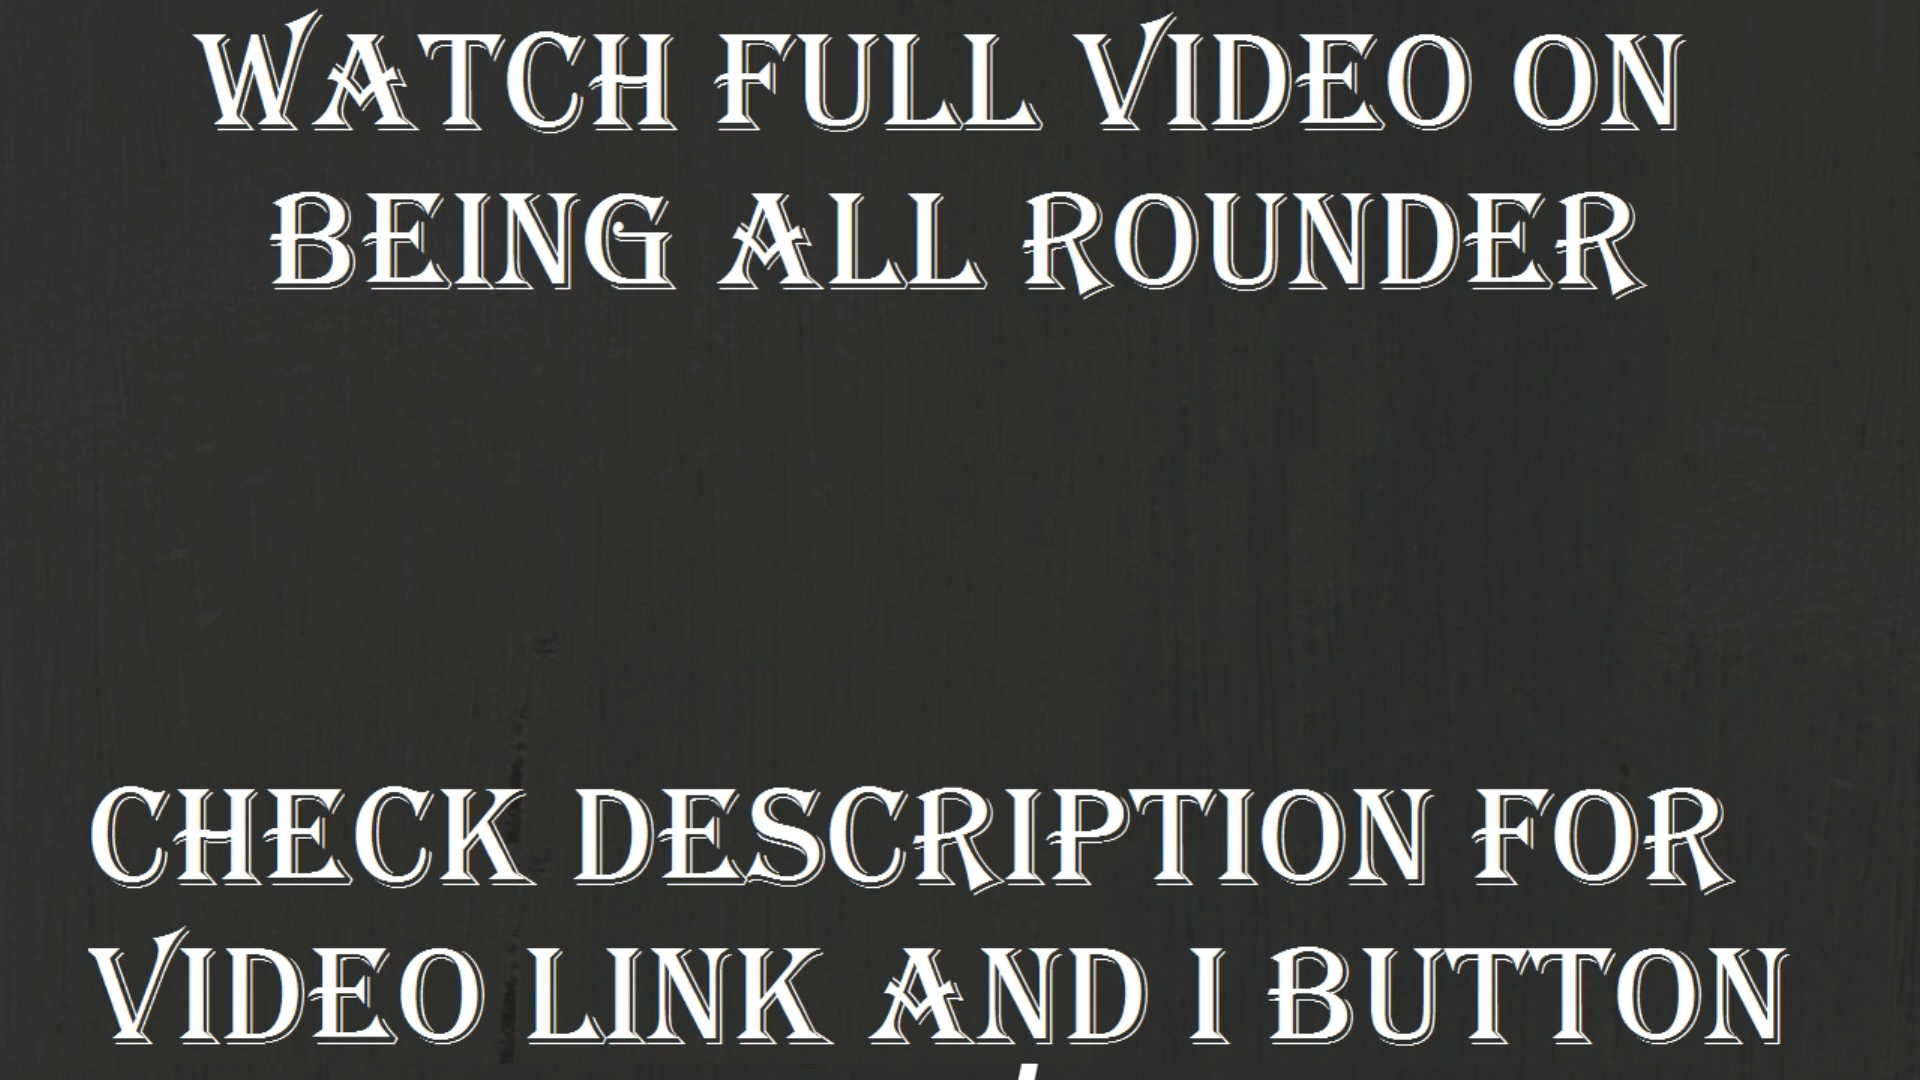 WATCH FULL VIDEO ON
BEING ALL ROUNDER
CHECK DESCRIPTION FOR
VIDEO LINK AND I BUTTON